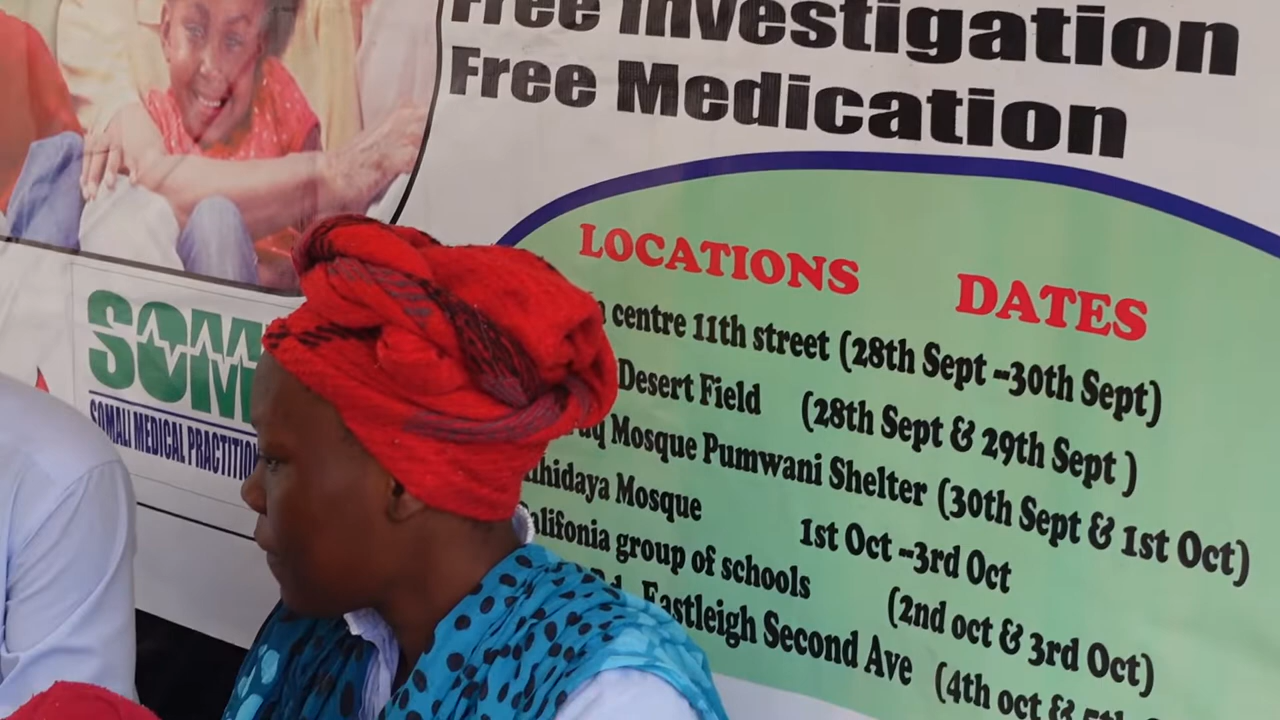 Free Investigation
Free Medication
LOCATIONS DATES
centre 11th street (28th Sept -30th Sept)
Desert Field (28th Sept & 29th Sept )
Mosque Pumwani Shelter (30th Sept & 1st Oct)
Mosque 1st Oct -3rd Oct
group of schools (2nd oct & 3rd Oct)
Eastleigh Second Ave (4th oct &
SOMALI MEDICAL